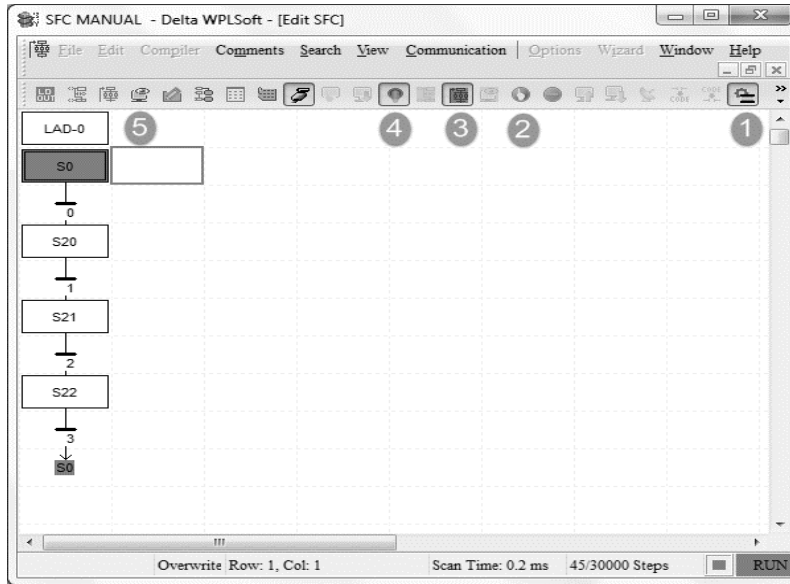 SFC MANUAL - Delta WPLSoft - [Edit SFC]
File Edit Compiler Comments Search View Communication Options Wizard Window Help
CODE CODE
LAD-0 5 4 3 2 1
S0
0
S20
1
S21
2
S22
3
S0
Overwrite Row: 1, Col: 1 Scan Time: 0.2 ms 45/30000 Steps RUN